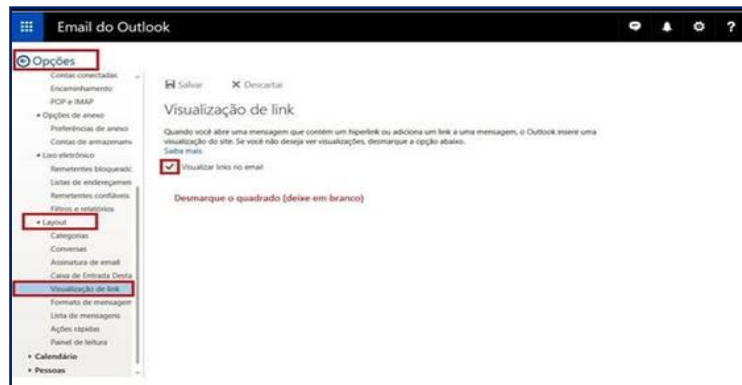 Email do Outlook
?
Opções
Contas conectadas
Encaminhamento
POP e IMAP
Opções de anexo
Preferências de anexo
Contas de armazename
Lixo eletrônico
Remetentes bloqueadc
Listas de endereçamen
Remetentes confiáveis
Filtros e relatórios
Layout
Categorias
Conversas
Assinatura de email
Caixa de Entrada Desta
Visualização de link
Formato de mensagem
Lista de mensagens
Ações rápidas
Painel de leitura
Calendário
Pessoas
Salvar Descartar
Visualização de link
Quando você abre uma mensagem que contém um hiperlink ou adiciona um link a uma mensagem, o Outlook insere uma
visualização do site. Se você não deseja ver visualizações, desmarque a opção abaixo.
Saiba mais
Visualizar links no email
Desmarque o quadrado (deixe em branco)